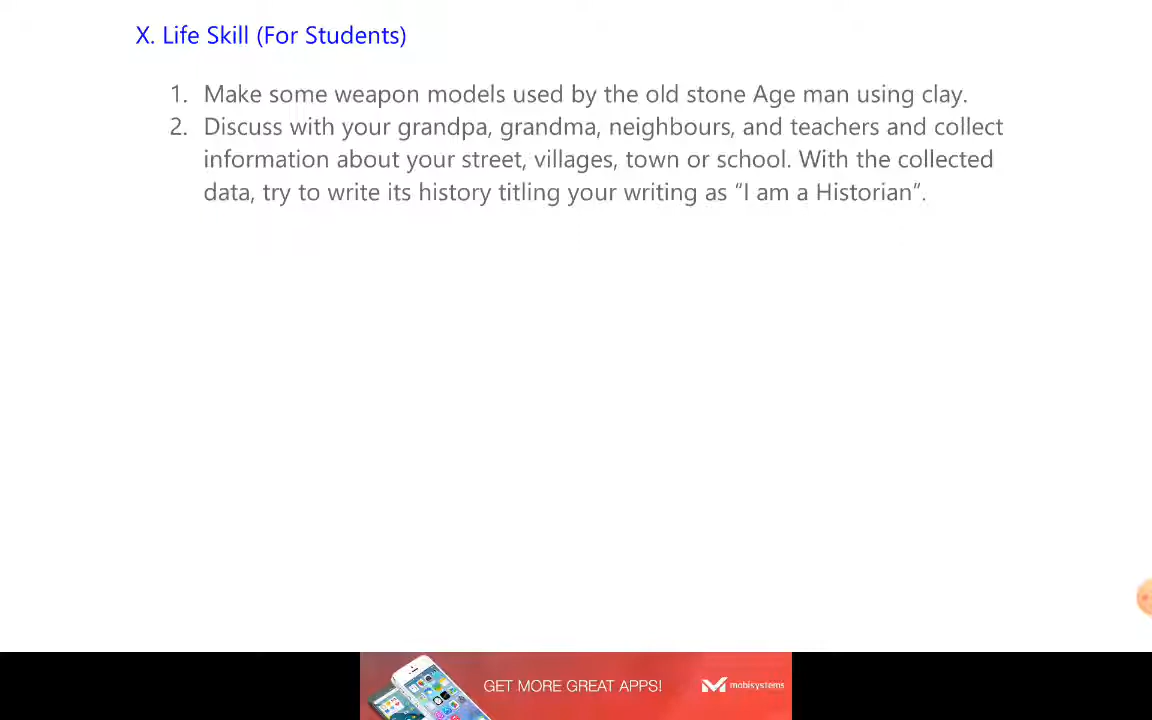 X. Life Skill (For Students)
1. Make some weapon models used by the old stone Age man using clay.
2. Discuss with your grandpa, grandma, neighbours, and teachers and collect
information about your street, villages, town or school. With the collected
data, try to write its history titling your writing as “I am a Historian”.
GET MORE GREAT APPS!
mobisystems